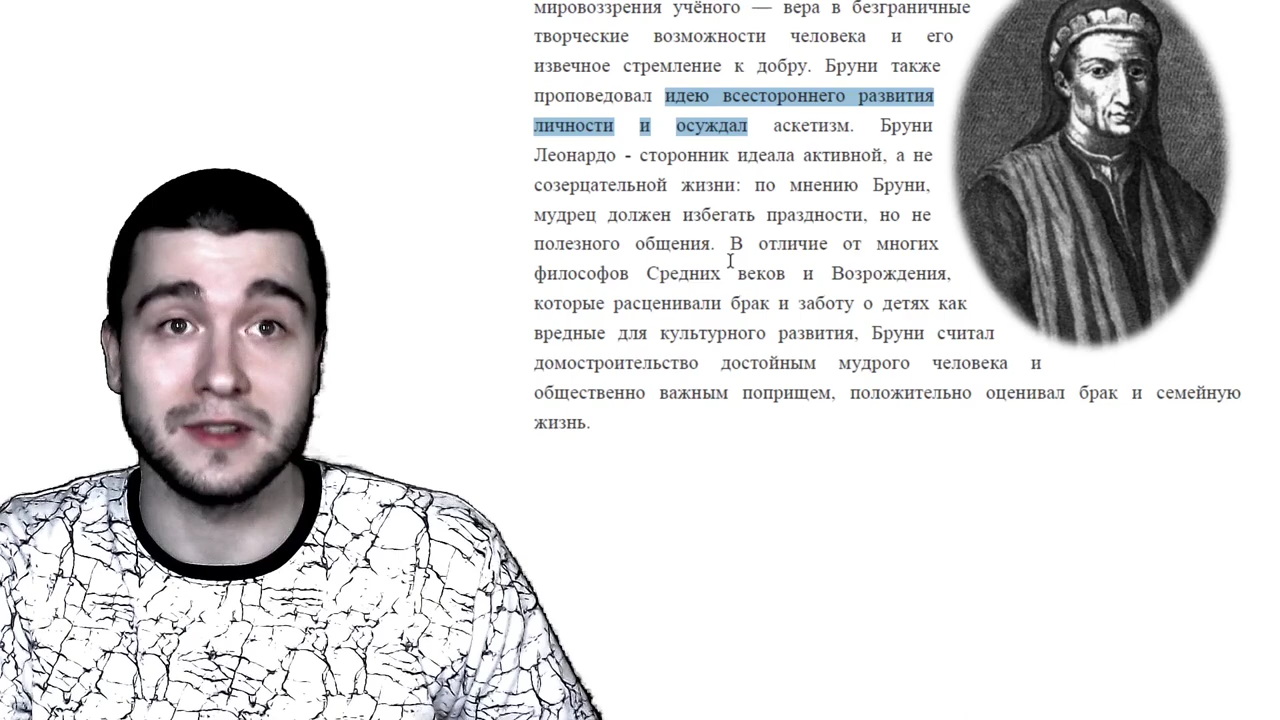 мировоззрения учёного — вера в безграничные
творческие возможности человека и его
извечное стремление к добру. Бруни также
проповедовал идею всестороннего развития
личности и осуждал аскетизм. Бруни
Леонардо - сторонник идеала активной, а не
созерцательной жизни: по мнению Бруни,
мудрец должен избегать праздности, но не
полезного общения. В отличие от многих
философов Средних веков и Возрождения,
которые расценивали брак и заботу о детях как
вредные для культурного развития, Бруни считал
домостроительство достойным мудрого человека и
общественно важным поприщем, положительно оценивал брак и семейную
жизнь.